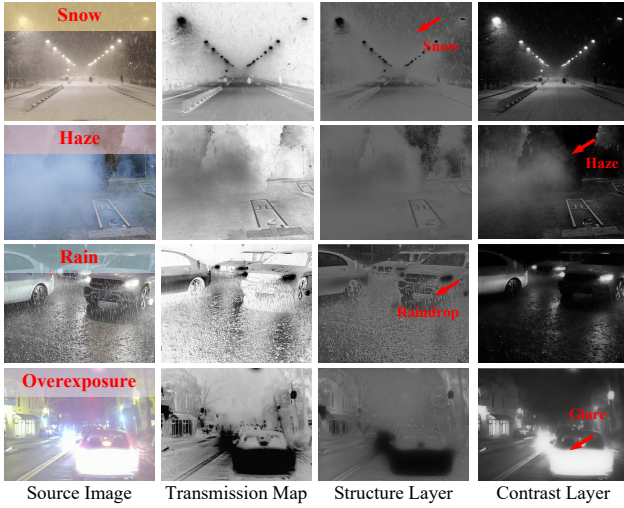 Snow
Snow
Haze
Haze
Rain
Raindrop
Overexposure
Glare
Source Image
Transmission Map
Structure Layer
Contrast Layer